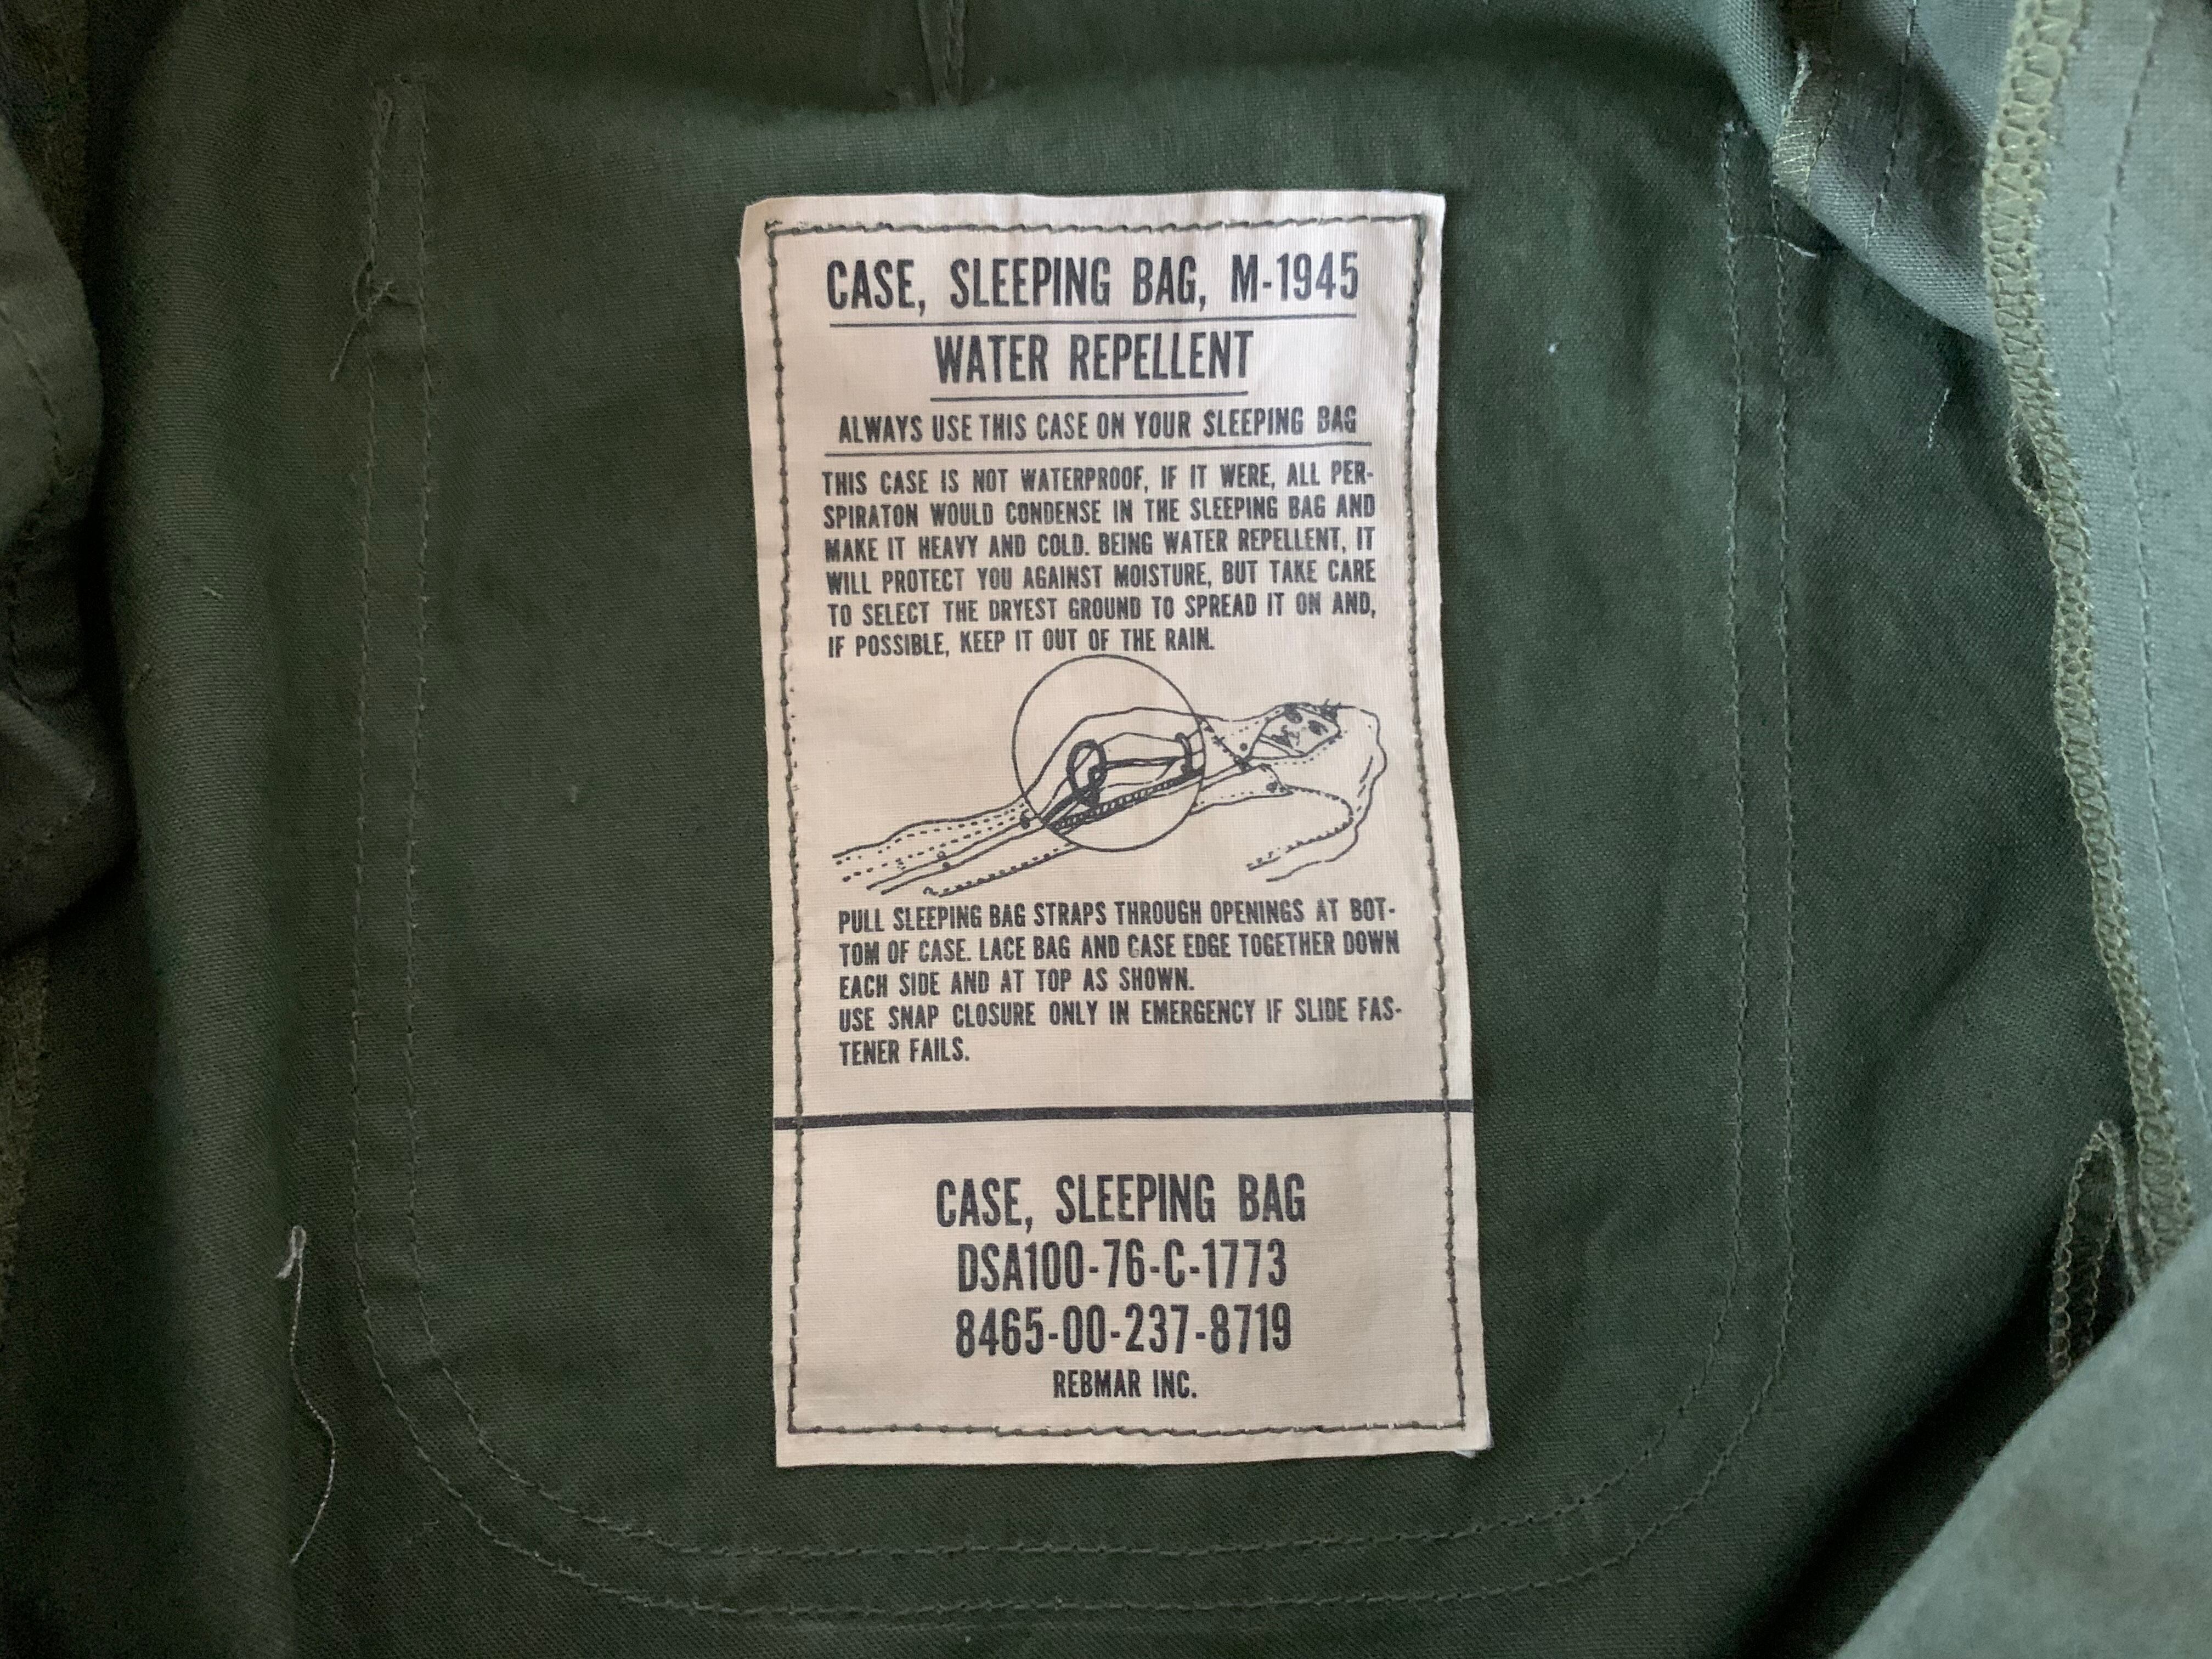 CASE, SLEEPING BAG, M-1945
WATER REPELLENT
ALWAYS USE THIS CASE ON YOUR SLEEPING BAG
THIS CASE IS NOT WATERPROOF, IF IT WERE, ALL PER-
SPIRATON WOULD CONDENSE IN THE SLEEPING BAG AND
MAKE IT HEAVY AND COLD. BEING WATER REPELLENT, IT
WILL PROTECT YOU AGAINST MOISTURE, BUT TAKE CARE
TO SELECT THE DRYEST GROUND TO SPREAD IT ON AND,
IF POSSIBLE, KEEP IT OUT OF THE RAIN.
PULL SLEEPING BAG STRAPS THROUGH OPENINGS AT BOT-
TOM OF CASE. LACE BAG AND CASE EDGE TOGETHER DOWN
EACH SIDE AND AT TOP AS SHOWN.
USE SNAP CLOSURE ONLY IN EMERGENCY IF SLIDE FAS-
TENER FAILS.
CASE, SLEEPING BAG
DSA100-76-C-1773
8465-00-237-8719
REBMAR INC.